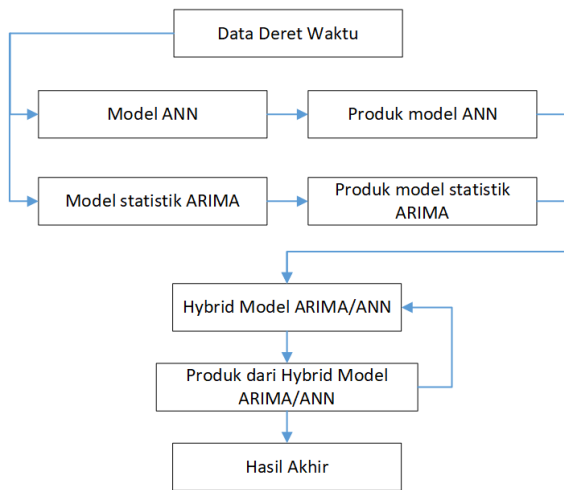 Data Deret Waktu
Model ANN
Produk model ANN
Model statistik ARIMA
Produk model statistik
ARIMA
Hybrid Model ARIMA/ANN
Produk dari Hybrid Model
ARIMA/ANN
Hasil Akhir